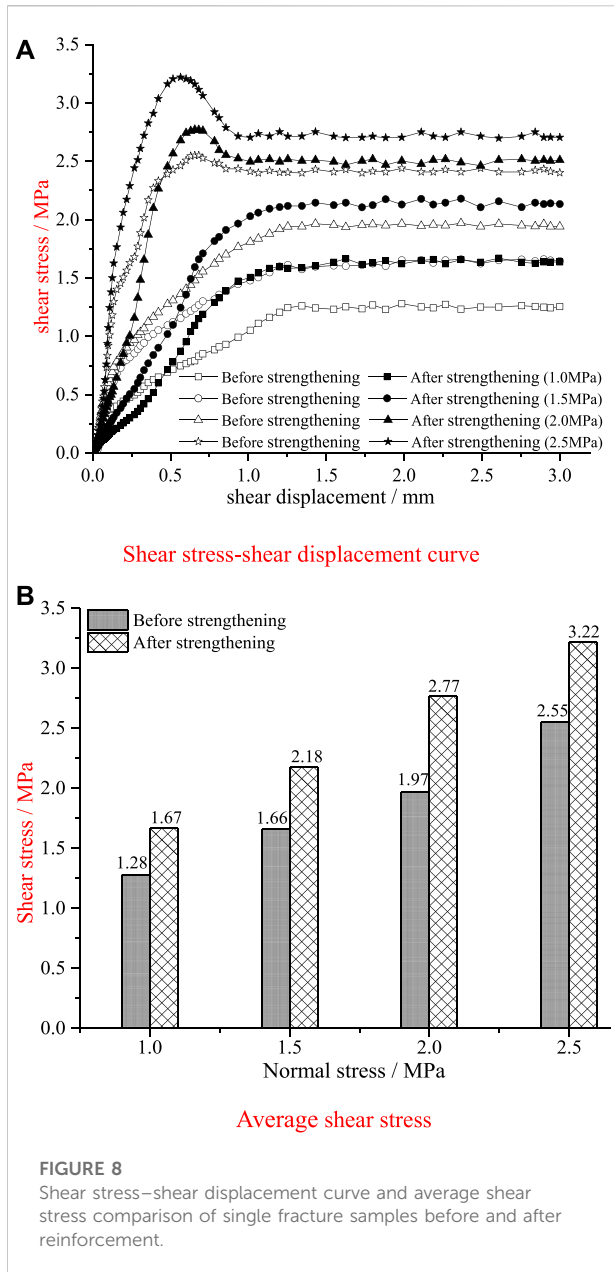 A
3.5
3.0
2.5
2.0
1.5
1.0
0.5
0.0
shear stress / MPa
Before strengthening After strengthening (1.0MPa)
Before strengthening After strengthening (1.5MPa)
Before strengthening After strengthening (2.0MPa)
Before strengthening After strengthening (2.5MPa)
0.0 0.5 1.0 1.5 2.0 2.5 3.0
shear displacement / mm
Shear stress-shear displacement curve
B
3.5
3.0
2.5
2.0
1.5
1.0
0.5
0.0
Shear stress / MPa
Before strengthening
After strengthening
1.28 1.67 1.66 2.18 1.97 2.77 2.55 3.22
1.0 1.5 2.0 2.5
Normal stress / MPa
Average shear stress
FIGURE 8
Shear stress–shear displacement curve and average shear
stress comparison of single fracture samples before and after
reinforcement.